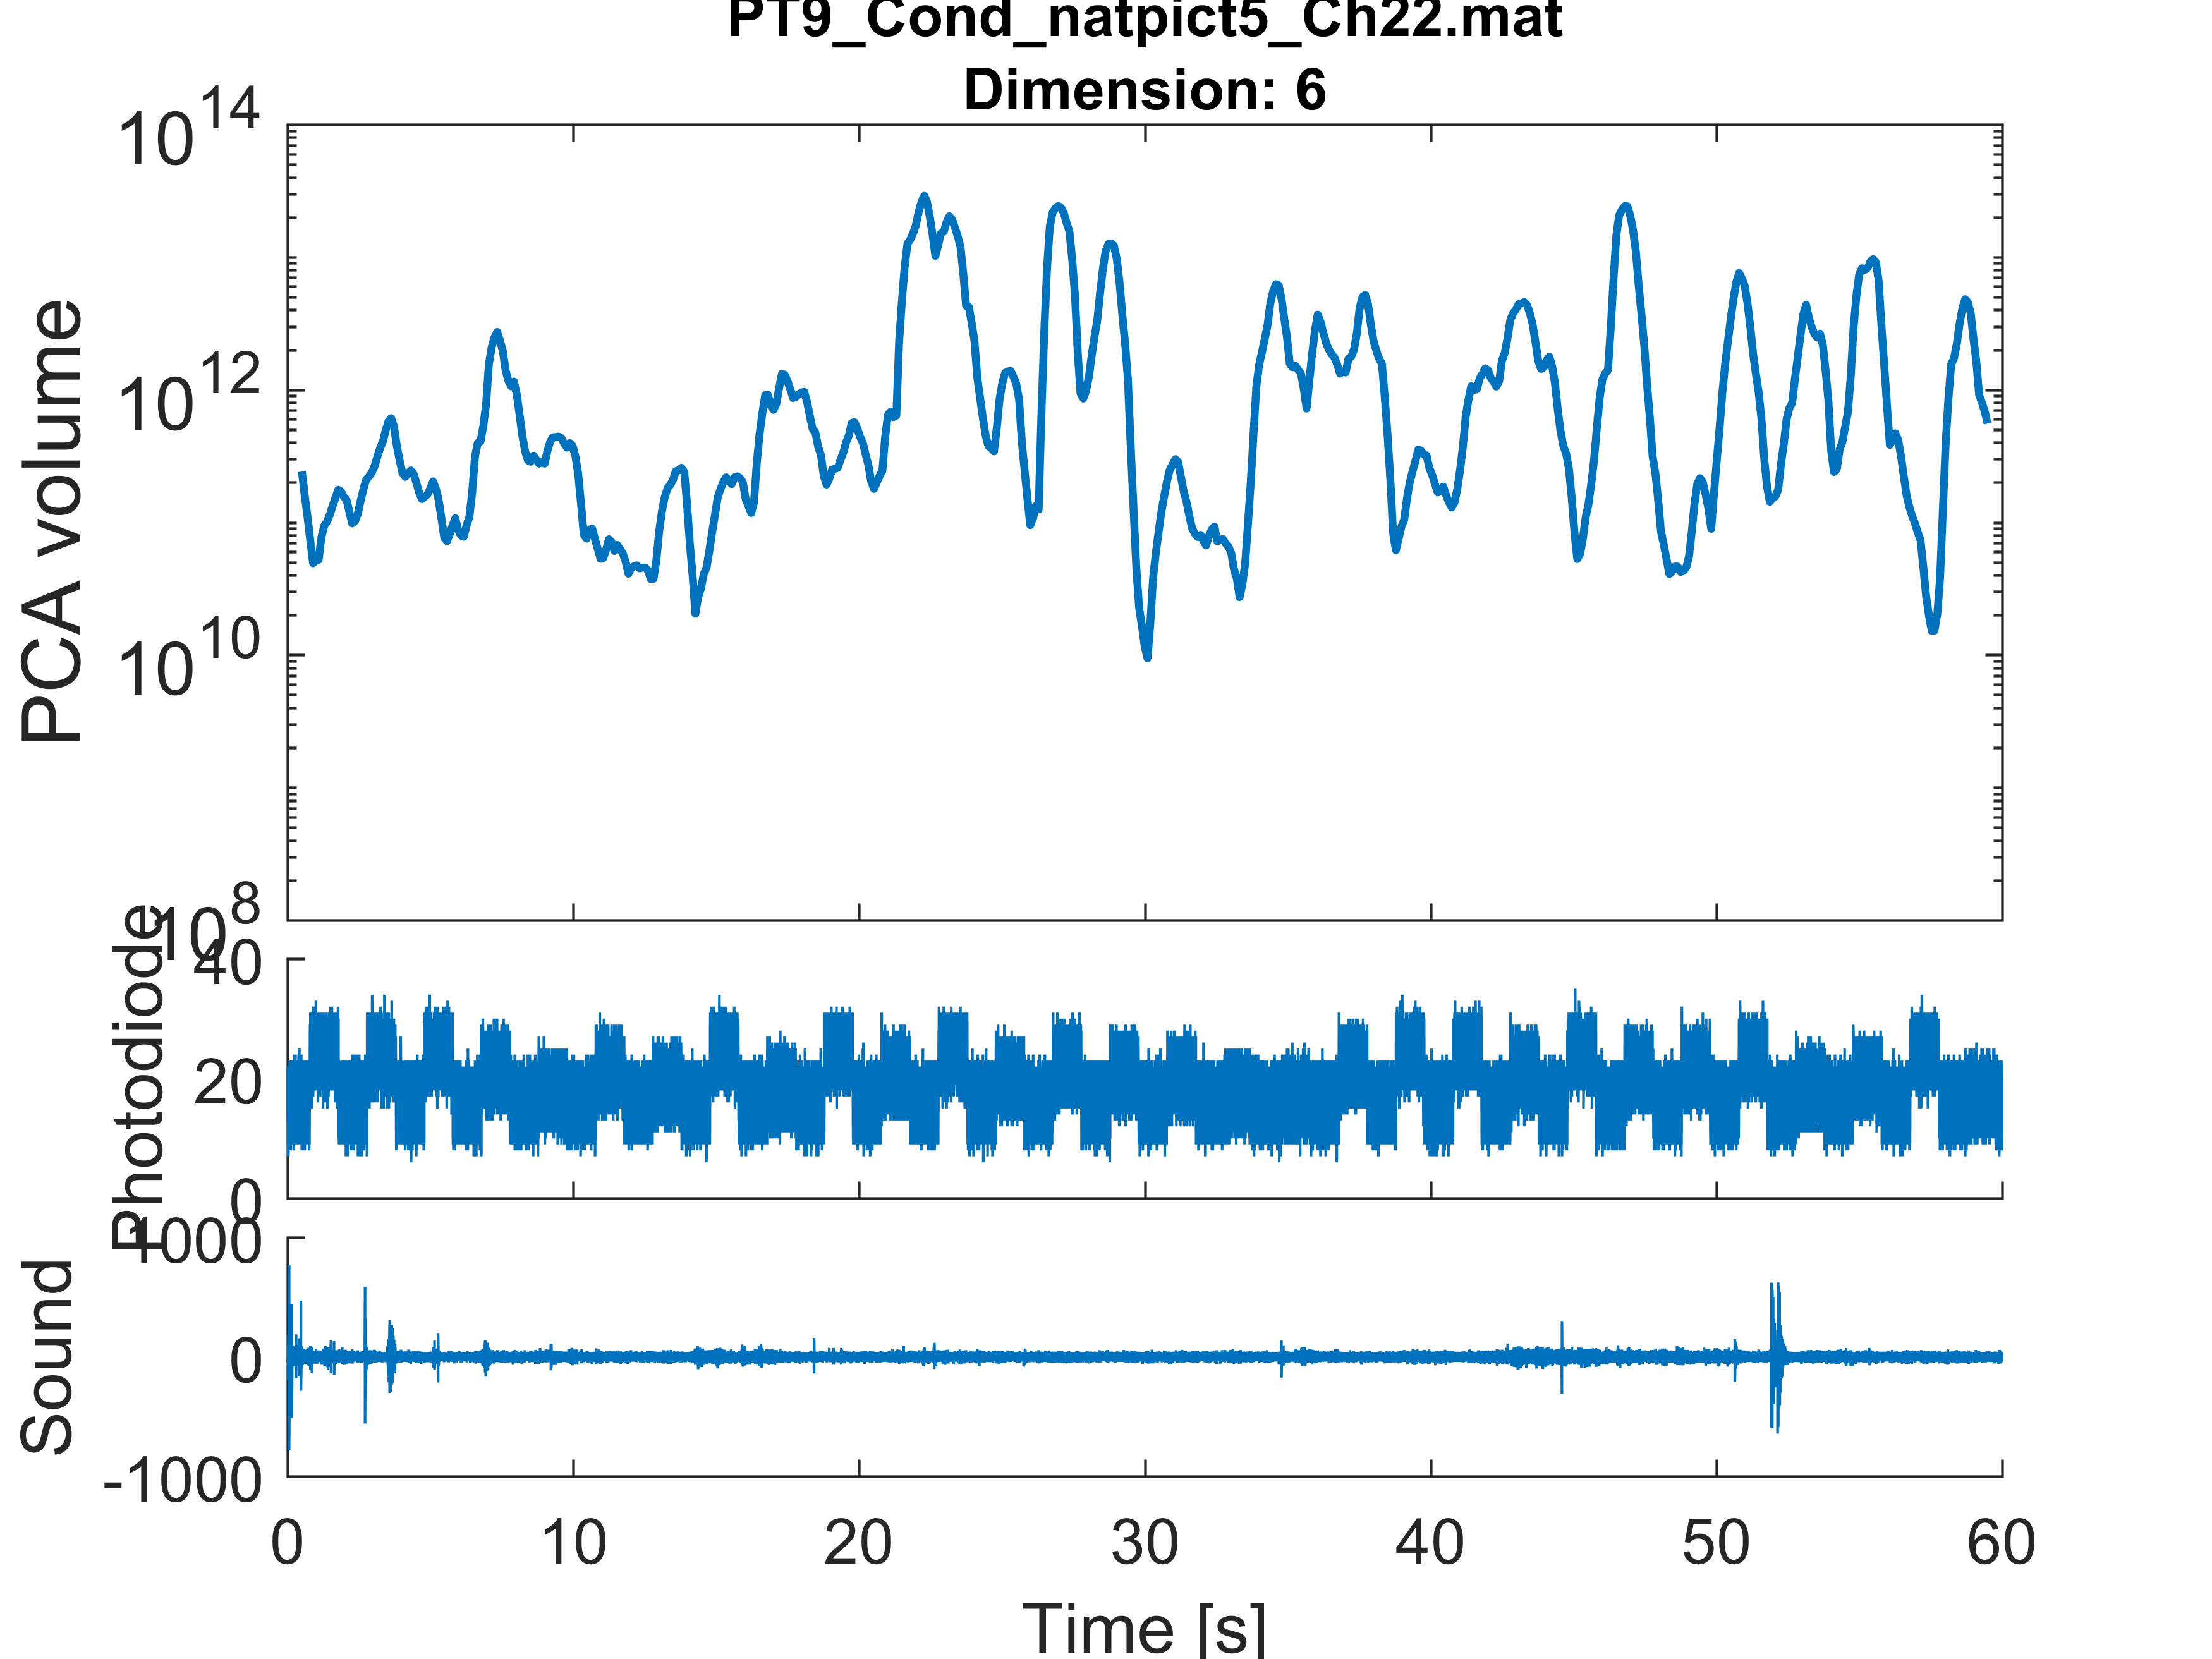 PT9_Cond_natpict5_Ch22.mat
Dimension: 6
10^14
10^12
10^10
10^8
PCA volume
40
20
0
Photodiode
1000
0
-1000
Sound
0 10 20 30 40 50 60
Time [s]